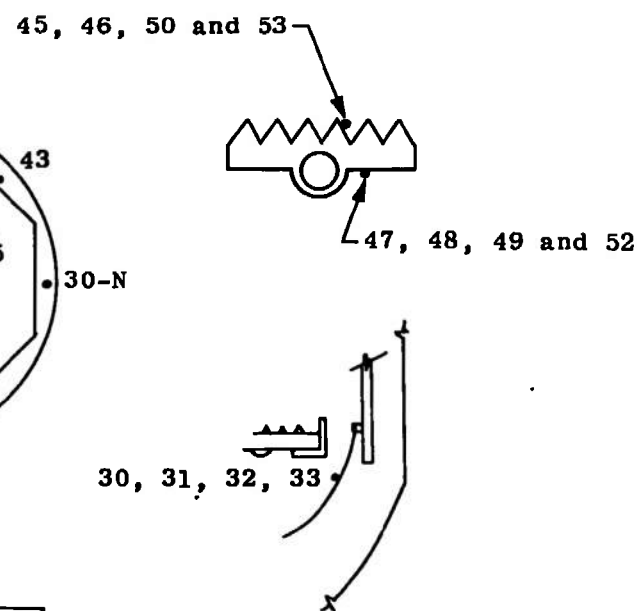 45, 46, 50 and 53
43
47, 48, 49 and 52
30-N
30, 31, 32, 33